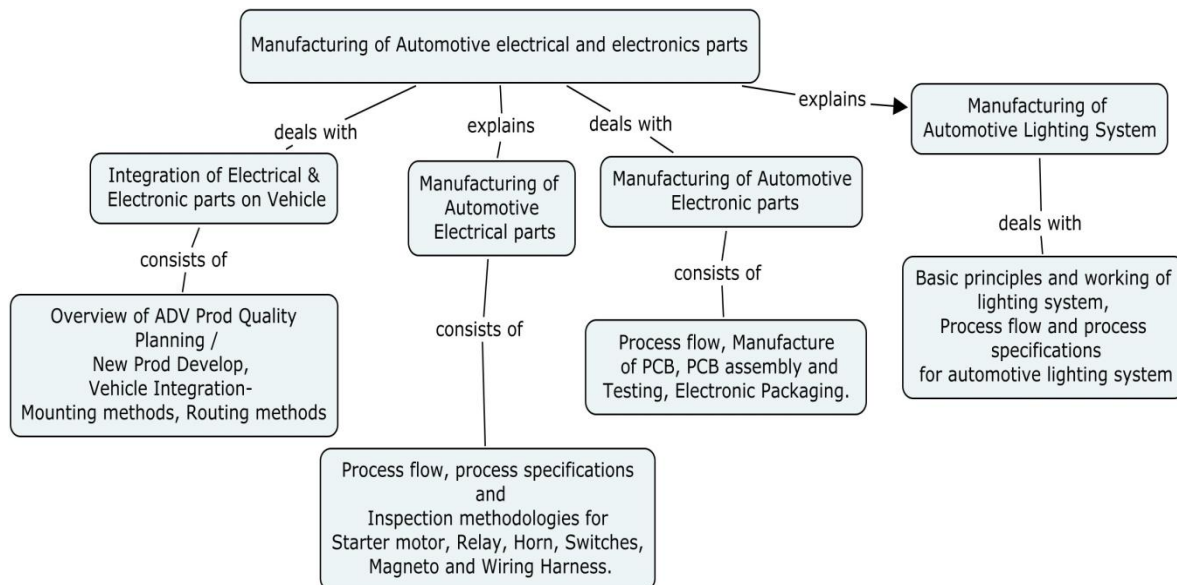 Manufacturing of Automotive electrical and electronics parts
explains
Manufacturing of
Automotive Lighting System
deals with
explains
deals with
Integration of Electrical &
Electronic parts on Vehicle
Manufacturing of
Automotive
Electrical parts
Manufacturing of Automotive
Electronic parts
deals with
consists of
consists of
consists of
Overview of ADV Prod Quality
Planning /
New Prod Develop,
Vehicle Integration-
Mounting methods, Routing methods
Process flow, Manufacture
of PCB, PCB assembly and
Testing, Electronic Packaging.
Basic principles and working of
lighting system,
Process flow and process
specifications
for automotive lighting system
Process flow, process specifications
and
Inspection methodologies for
Starter motor, Relay, Horn, Switches,
Magneto and Wiring Harness.